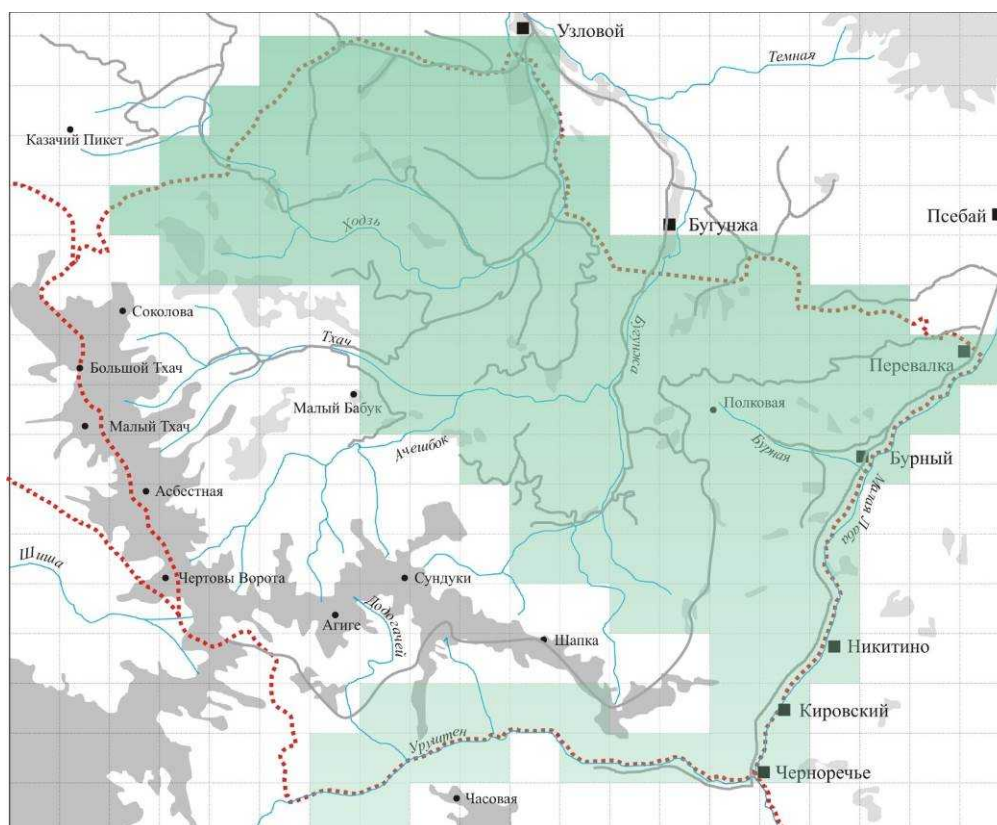 Узловой
Темная
Казачий Пикет
Ходзь
Псебай
Бугунжа
Соколова
Бугунжа
Тхач
Большой Тхач
Перевалка
Малый Бабук
Полковая
Малый Тхач
Ачешбок
Бурная
Бурный
Асбестная
Малая Лаба
Шиша
Чертовы Ворота
Сундуки
Додогачей
Агиге
Шапка
Никитино
Кировский
Уруштен
Черноречье
Часовая